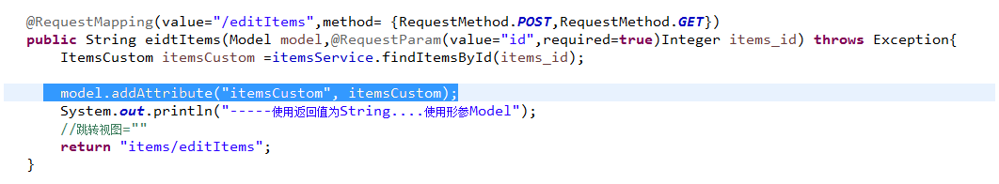 @RequestMapping(value="/editItems",method= {RequestMethod.POST,RequestMethod.GET})
public String eidtItems(Model model,@RequestParam(value="id",required=true)Integer items_id) throws Exception{
ItemsCustom itemsCustom =itemsService.findItemsById(items_id);
model.addAttribute("itemsCustom", itemsCustom);
System.out.println("-----使用返回值为String....使用形参Model");
//跳转视图=""
return "items/editItems";
}